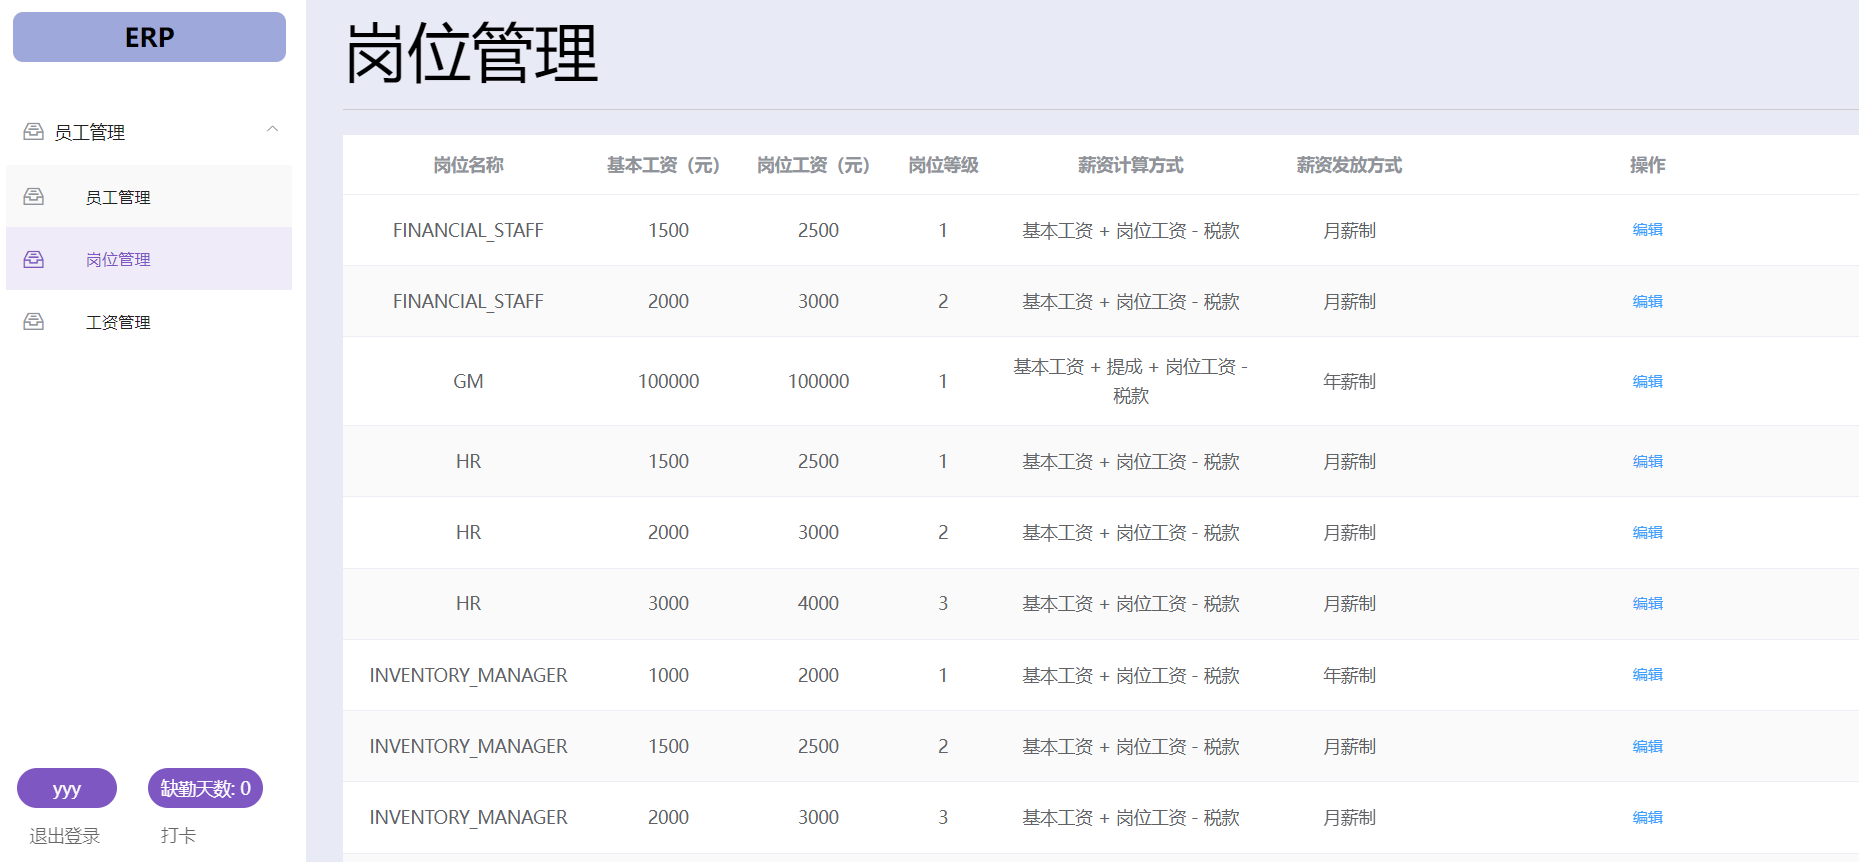 ERP
员工管理
员工管理
岗位管理
工资管理
yyy
缺勤天数: 0
退出登录
打卡
岗位管理
岗位名称 基本工资（元） 岗位工资（元） 岗位等级 薪资计算方式 薪资发放方式 操作
FINANCIAL_STAFF 1500 2500 1 基本工资 + 岗位工资 - 税款 月薪制 编辑
FINANCIAL_STAFF 2000 3000 2 基本工资 + 岗位工资 - 税款 月薪制 编辑
GM 100000 100000 1 基本工资 + 提成 + 岗位工资 - 税款 年薪制 编辑
HR 1500 2500 1 基本工资 + 岗位工资 - 税款 月薪制 编辑
HR 2000 3000 2 基本工资 + 岗位工资 - 税款 月薪制 编辑
HR 3000 4000 3 基本工资 + 岗位工资 - 税款 月薪制 编辑
INVENTORY_MANAGER 1000 2000 1 基本工资 + 岗位工资 - 税款 年薪制 编辑
INVENTORY_MANAGER 1500 2500 2 基本工资 + 岗位工资 - 税款 月薪制 编辑
INVENTORY_MANAGER 2000 3000 3 基本工资 + 岗位工资 - 税款 月薪制 编辑